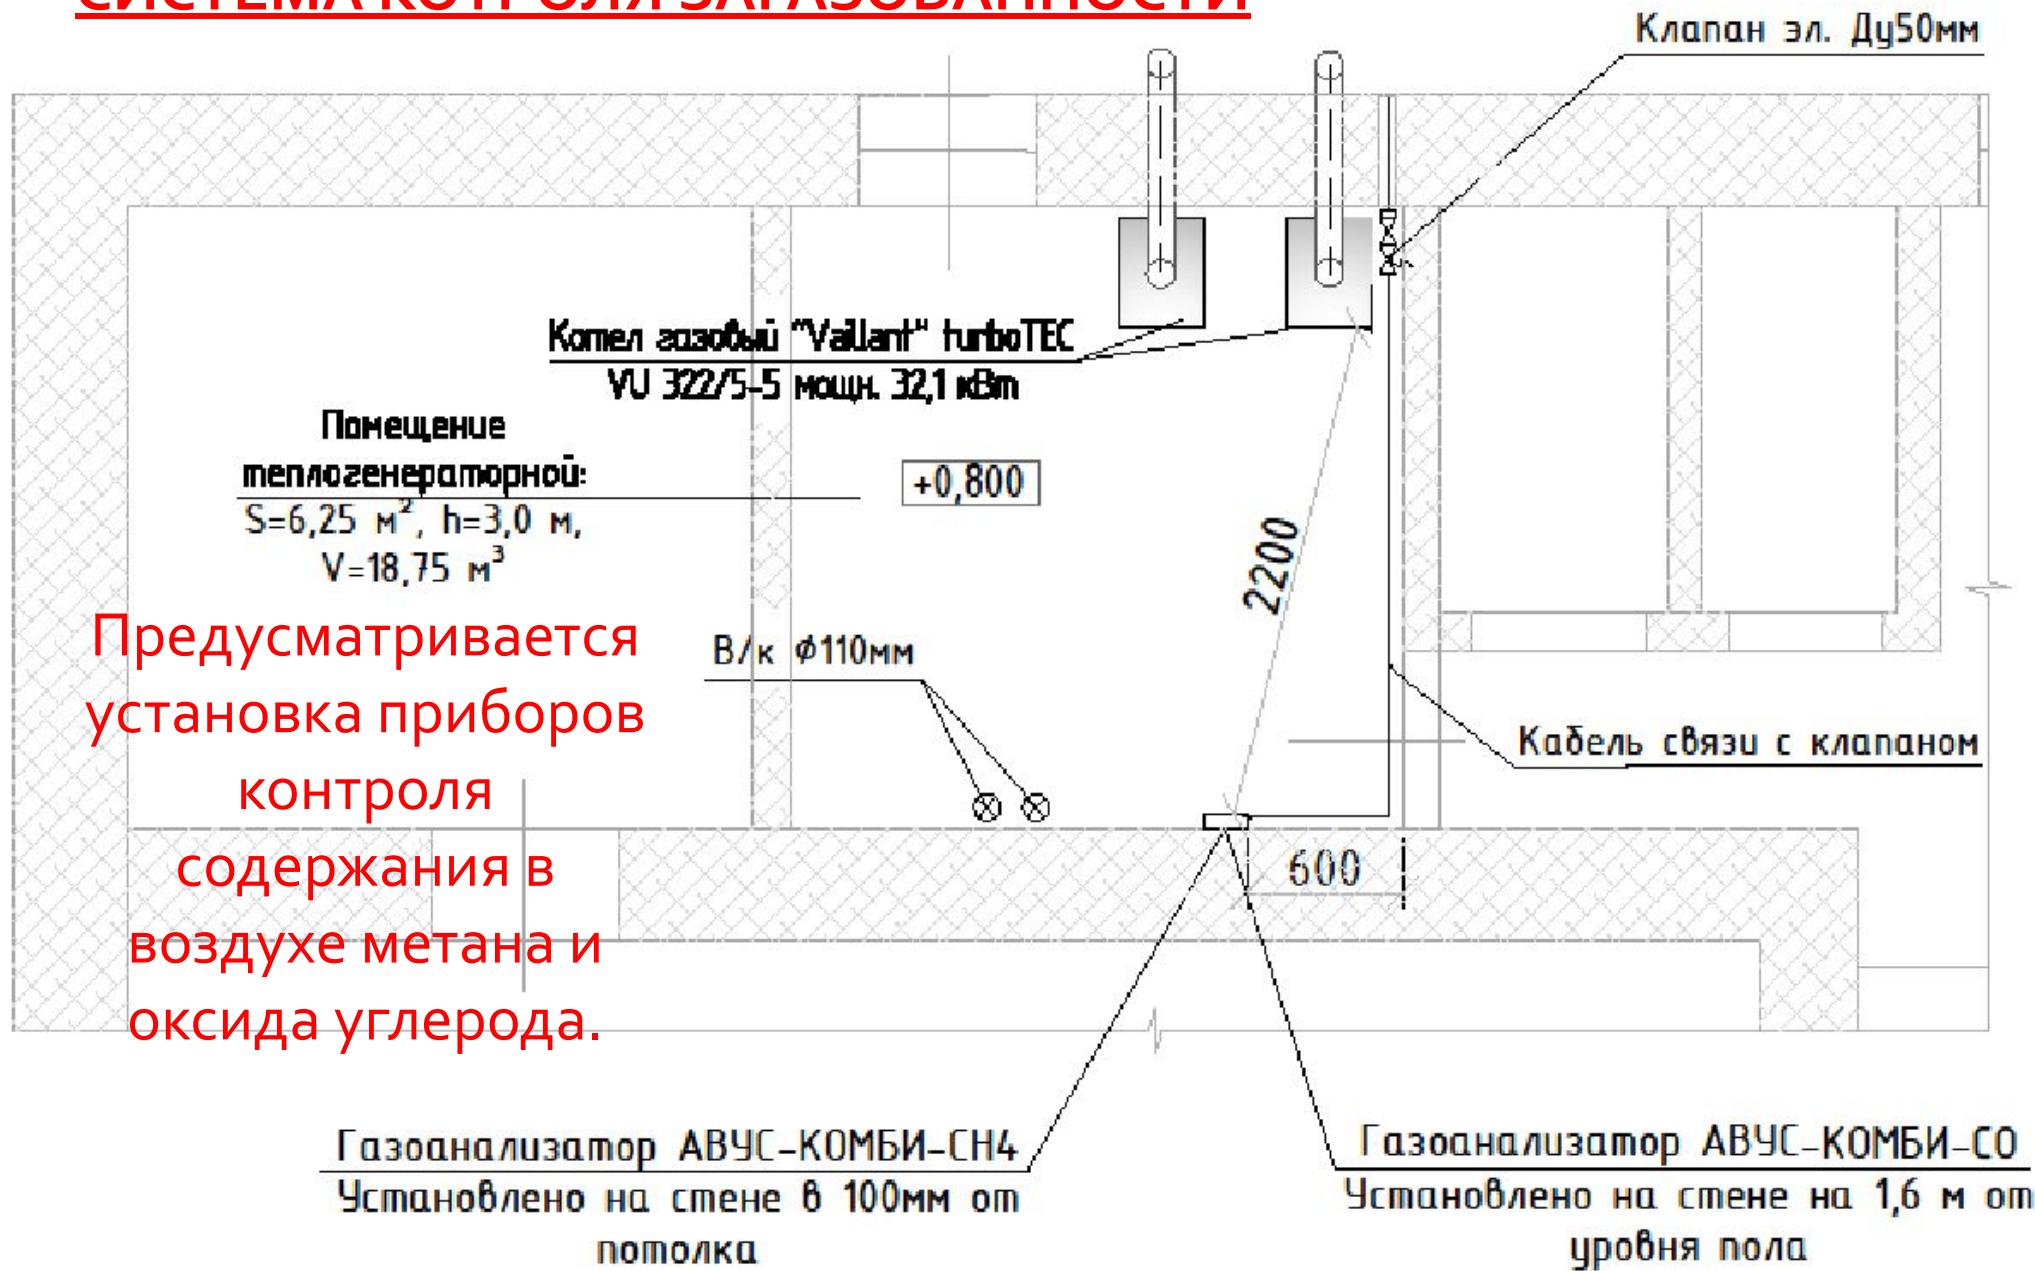 СИСТЕМА КОТРОЛЯ ЗАГАЗОВАННОСТИ
Клапан эл. Ду50мм
Котел газовый "Vaillant" turboTEC
VU 322/5-5 мощн. 32,1 кВт
Помещение
теплогенераторной:
S=6,25 м², h=3,0 м,
V=18,75 м³
+0,800
2200
Предусматривается
установка приборов
контроля
содержания в
воздухе метана и
оксида углерода.
В/к ф110мм
Кабель связи с клапаном
600
Газоанализатор АВУС-КОМБИ-СН4
Установлено на стене в 100мм от
потолка
Газоанализатор АВУС-КОМБИ-СО
Установлено на стене на 1,6 м от
уровня пола